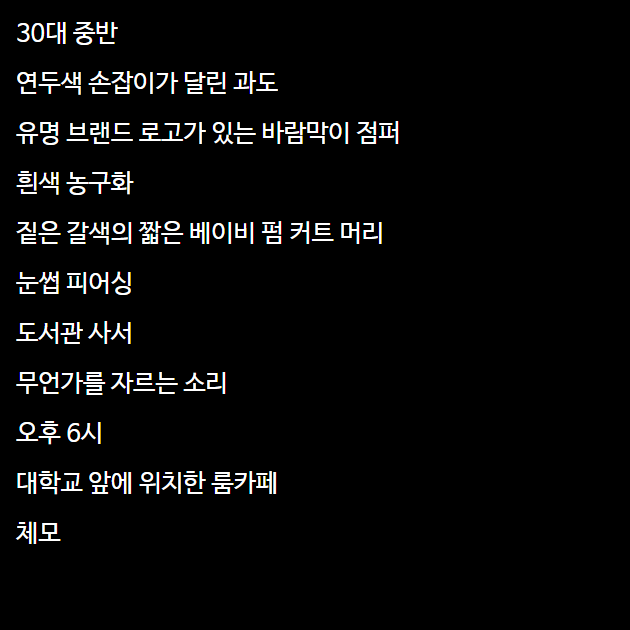 30대 중반
연두색 손잡이가 달린 과도
유명 브랜드 로고가 있는 바람막이 점퍼
흰색 농구화
짙은 갈색의 짧은 베이비 펌 커트 머리
눈썹 피어싱
도서관 사서
무언가를 자르는 소리
오후 6시
대학교 앞에 위치한 룸카페
체모